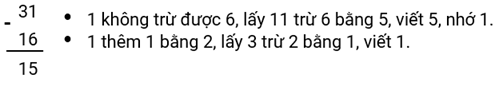 31 • 1 không trừ được 6, lấy 11 trừ 6 bằng 5, viết 5, nhớ 1.
- 16 • 1 thêm 1 bằng 2, lấy 3 trừ 2 bằng 1, viết 1.
15